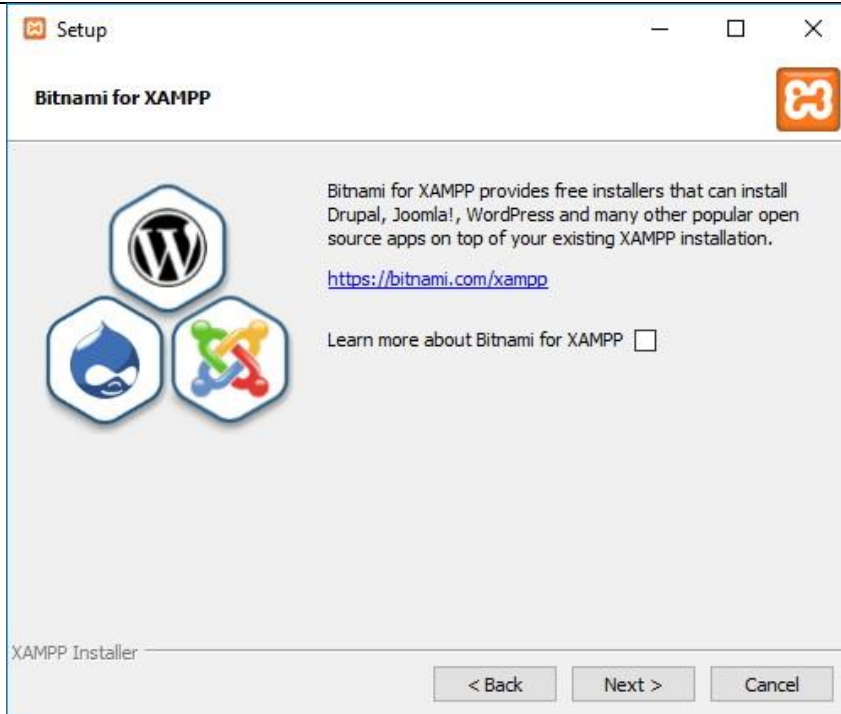 Setup
Bitnami for XAMPP
Bitnami for XAMPP provides free installers that can install
Drupal, Joomla!, WordPress and many other popular open
source apps on top of your existing XAMPP installation.
https://bitnami.com/xampp
Learn more about Bitnami for XAMPP
XAMPP Installer
< Back Next > Cancel